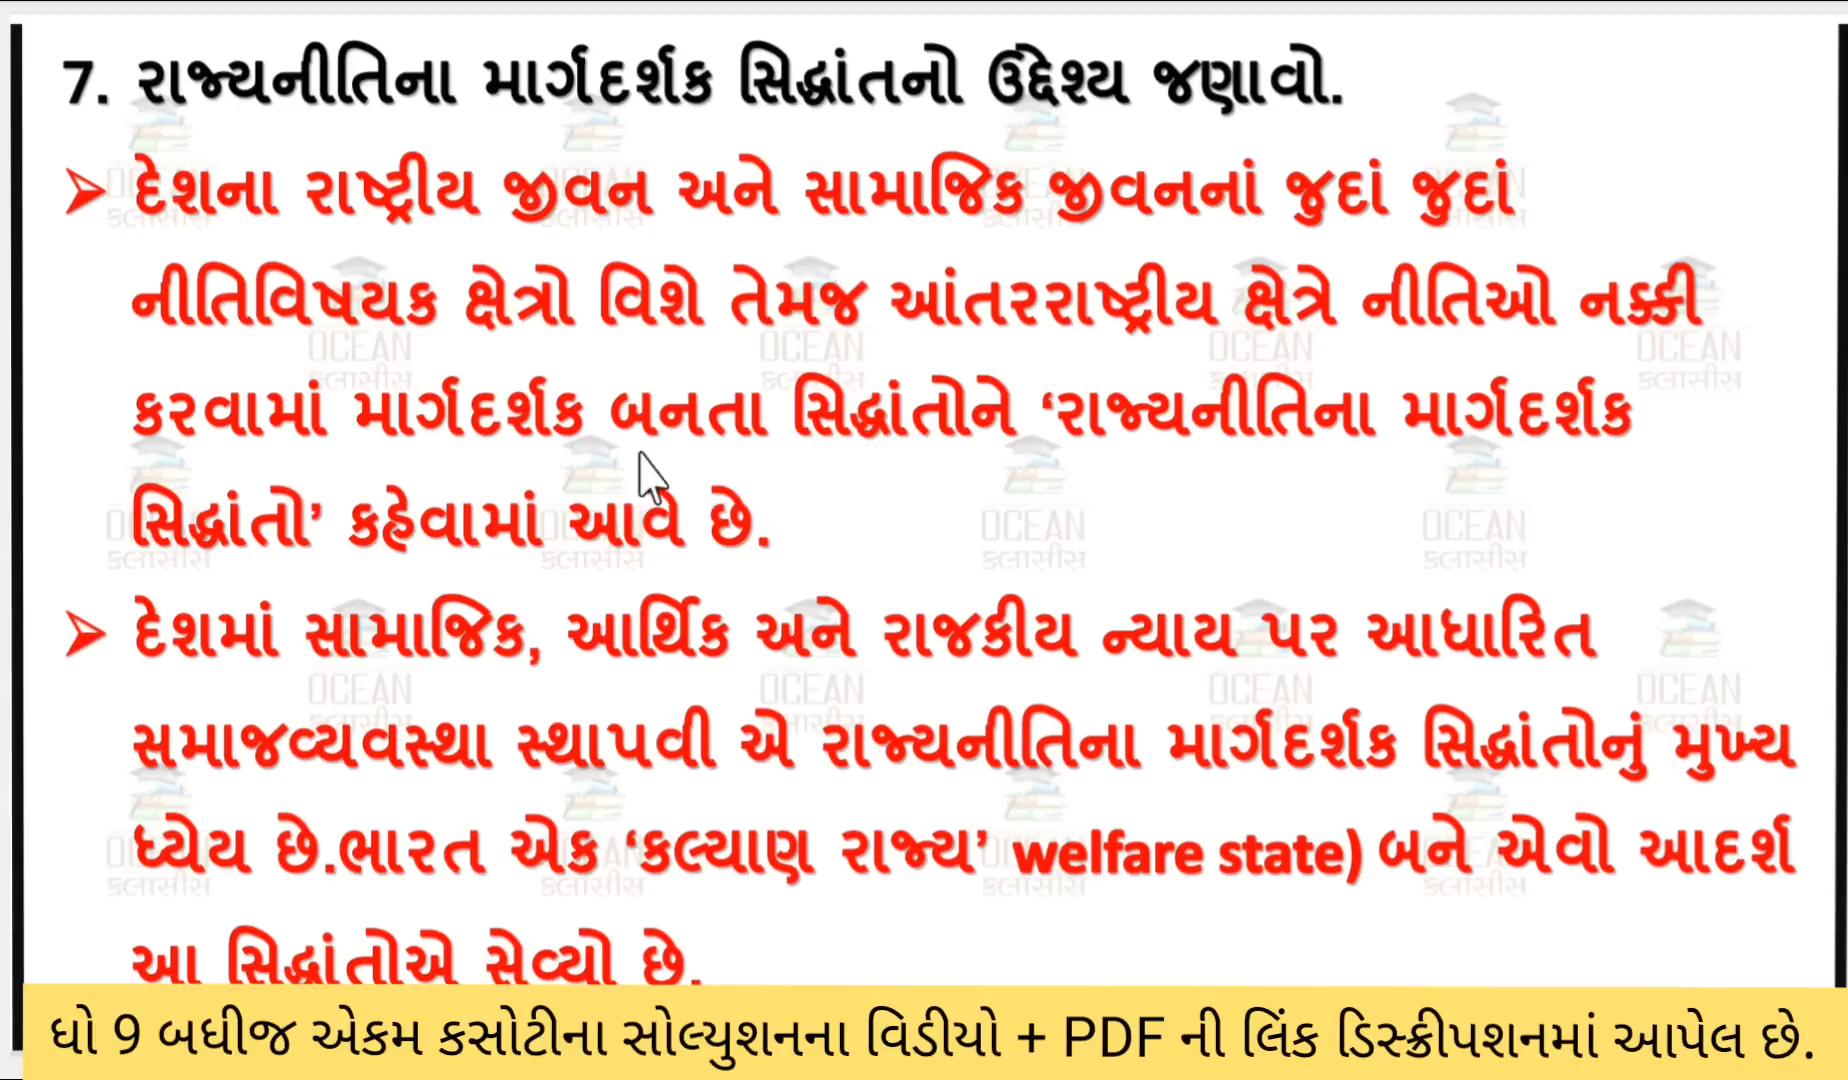 7. રાજ્યનીતિના માર્ગદર્શક સિદ્ધાંતનો ઉદ્દેશ્ય જણાવો.
➢ દેશના રાષ્ટ્રીય જીવન અને સામાજિક જીવનનાં જુદાં જુદાં
નીતિવિષયક ક્ષેત્રો વિશે તેમજ આંતરરાષ્ટ્રીય ક્ષેત્રે નીતિઓ નક્કી
કરવામાં માર્ગદર્શક બનતા સિદ્ધાંતોને ‘રાજ્યનીતિના માર્ગદર્શક
સિદ્ધાંતો’ કહેવામાં આવે છે.
➢ દેશમાં સામાજિક, આર્થિક અને રાજકીય ન્યાય પર આધારિત
સમાજવ્યવસ્થા સ્થાપવી એ રાજ્યનીતિના માર્ગદર્શક સિદ્ધાંતોનું મુખ્ય
ધ્યેય છે.ભારત એક ‘કલ્યાણ રાજ્ય’ welfare state) બને એવો આદર્શ
આ સિદ્ધાંતોએ સેવ્યો છે.
ધો 9 બધીજ એકમ કસોટીના સોલ્યુશનના વિડીયો + PDF ની લિંક ડિસ્ક્રીપશનમાં આપેલ છે.